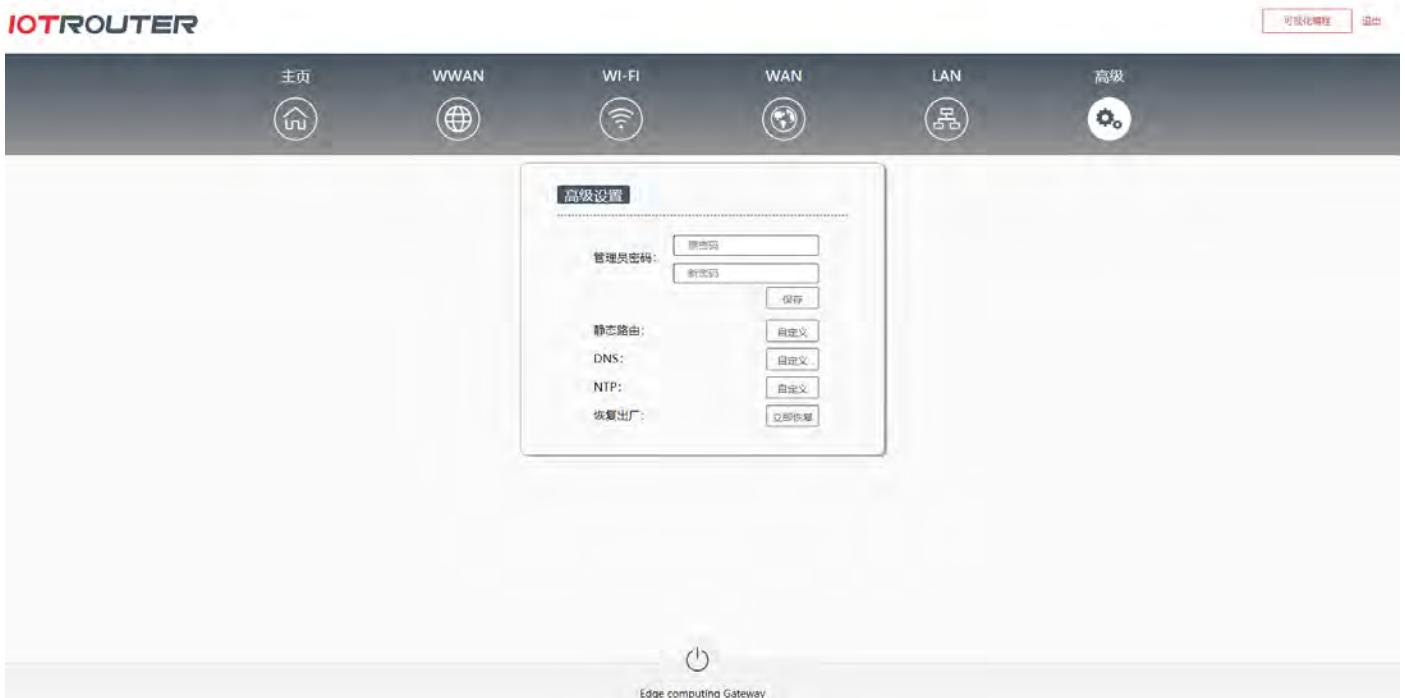 IOTROUTER
可视化编程 退出
主页 WWAN WI-FI WAN LAN 高级
高级设置
管理员密码:
原密码
新密码
保存
静态路由: 自定义
DNS: 自定义
NTP: 自定义
恢复出厂: 立即恢复
Edge computing Gateway